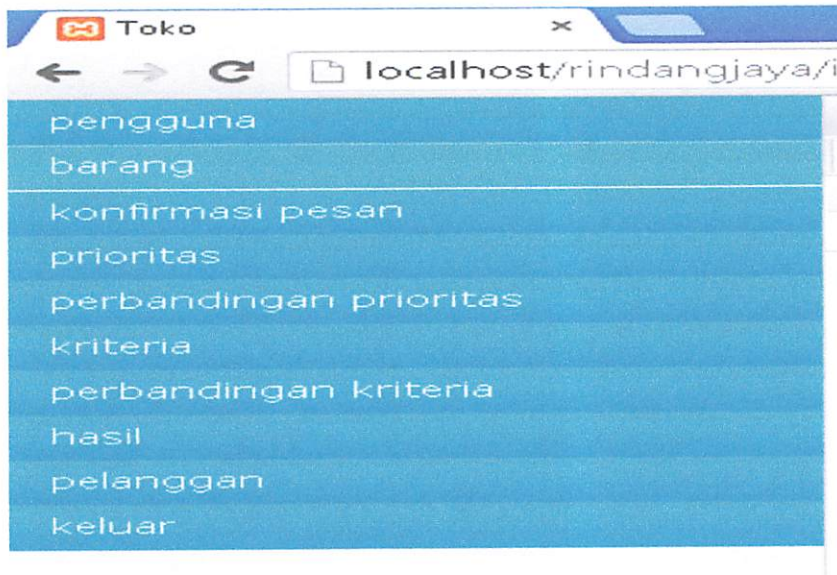 Toko
localhost/rindangjaya/i
pengguna
barang
konfirmasi pesan
prioritas
perbandingan prioritas
kriteria
perbandingan kriteria
hasil
pelanggan
keluar